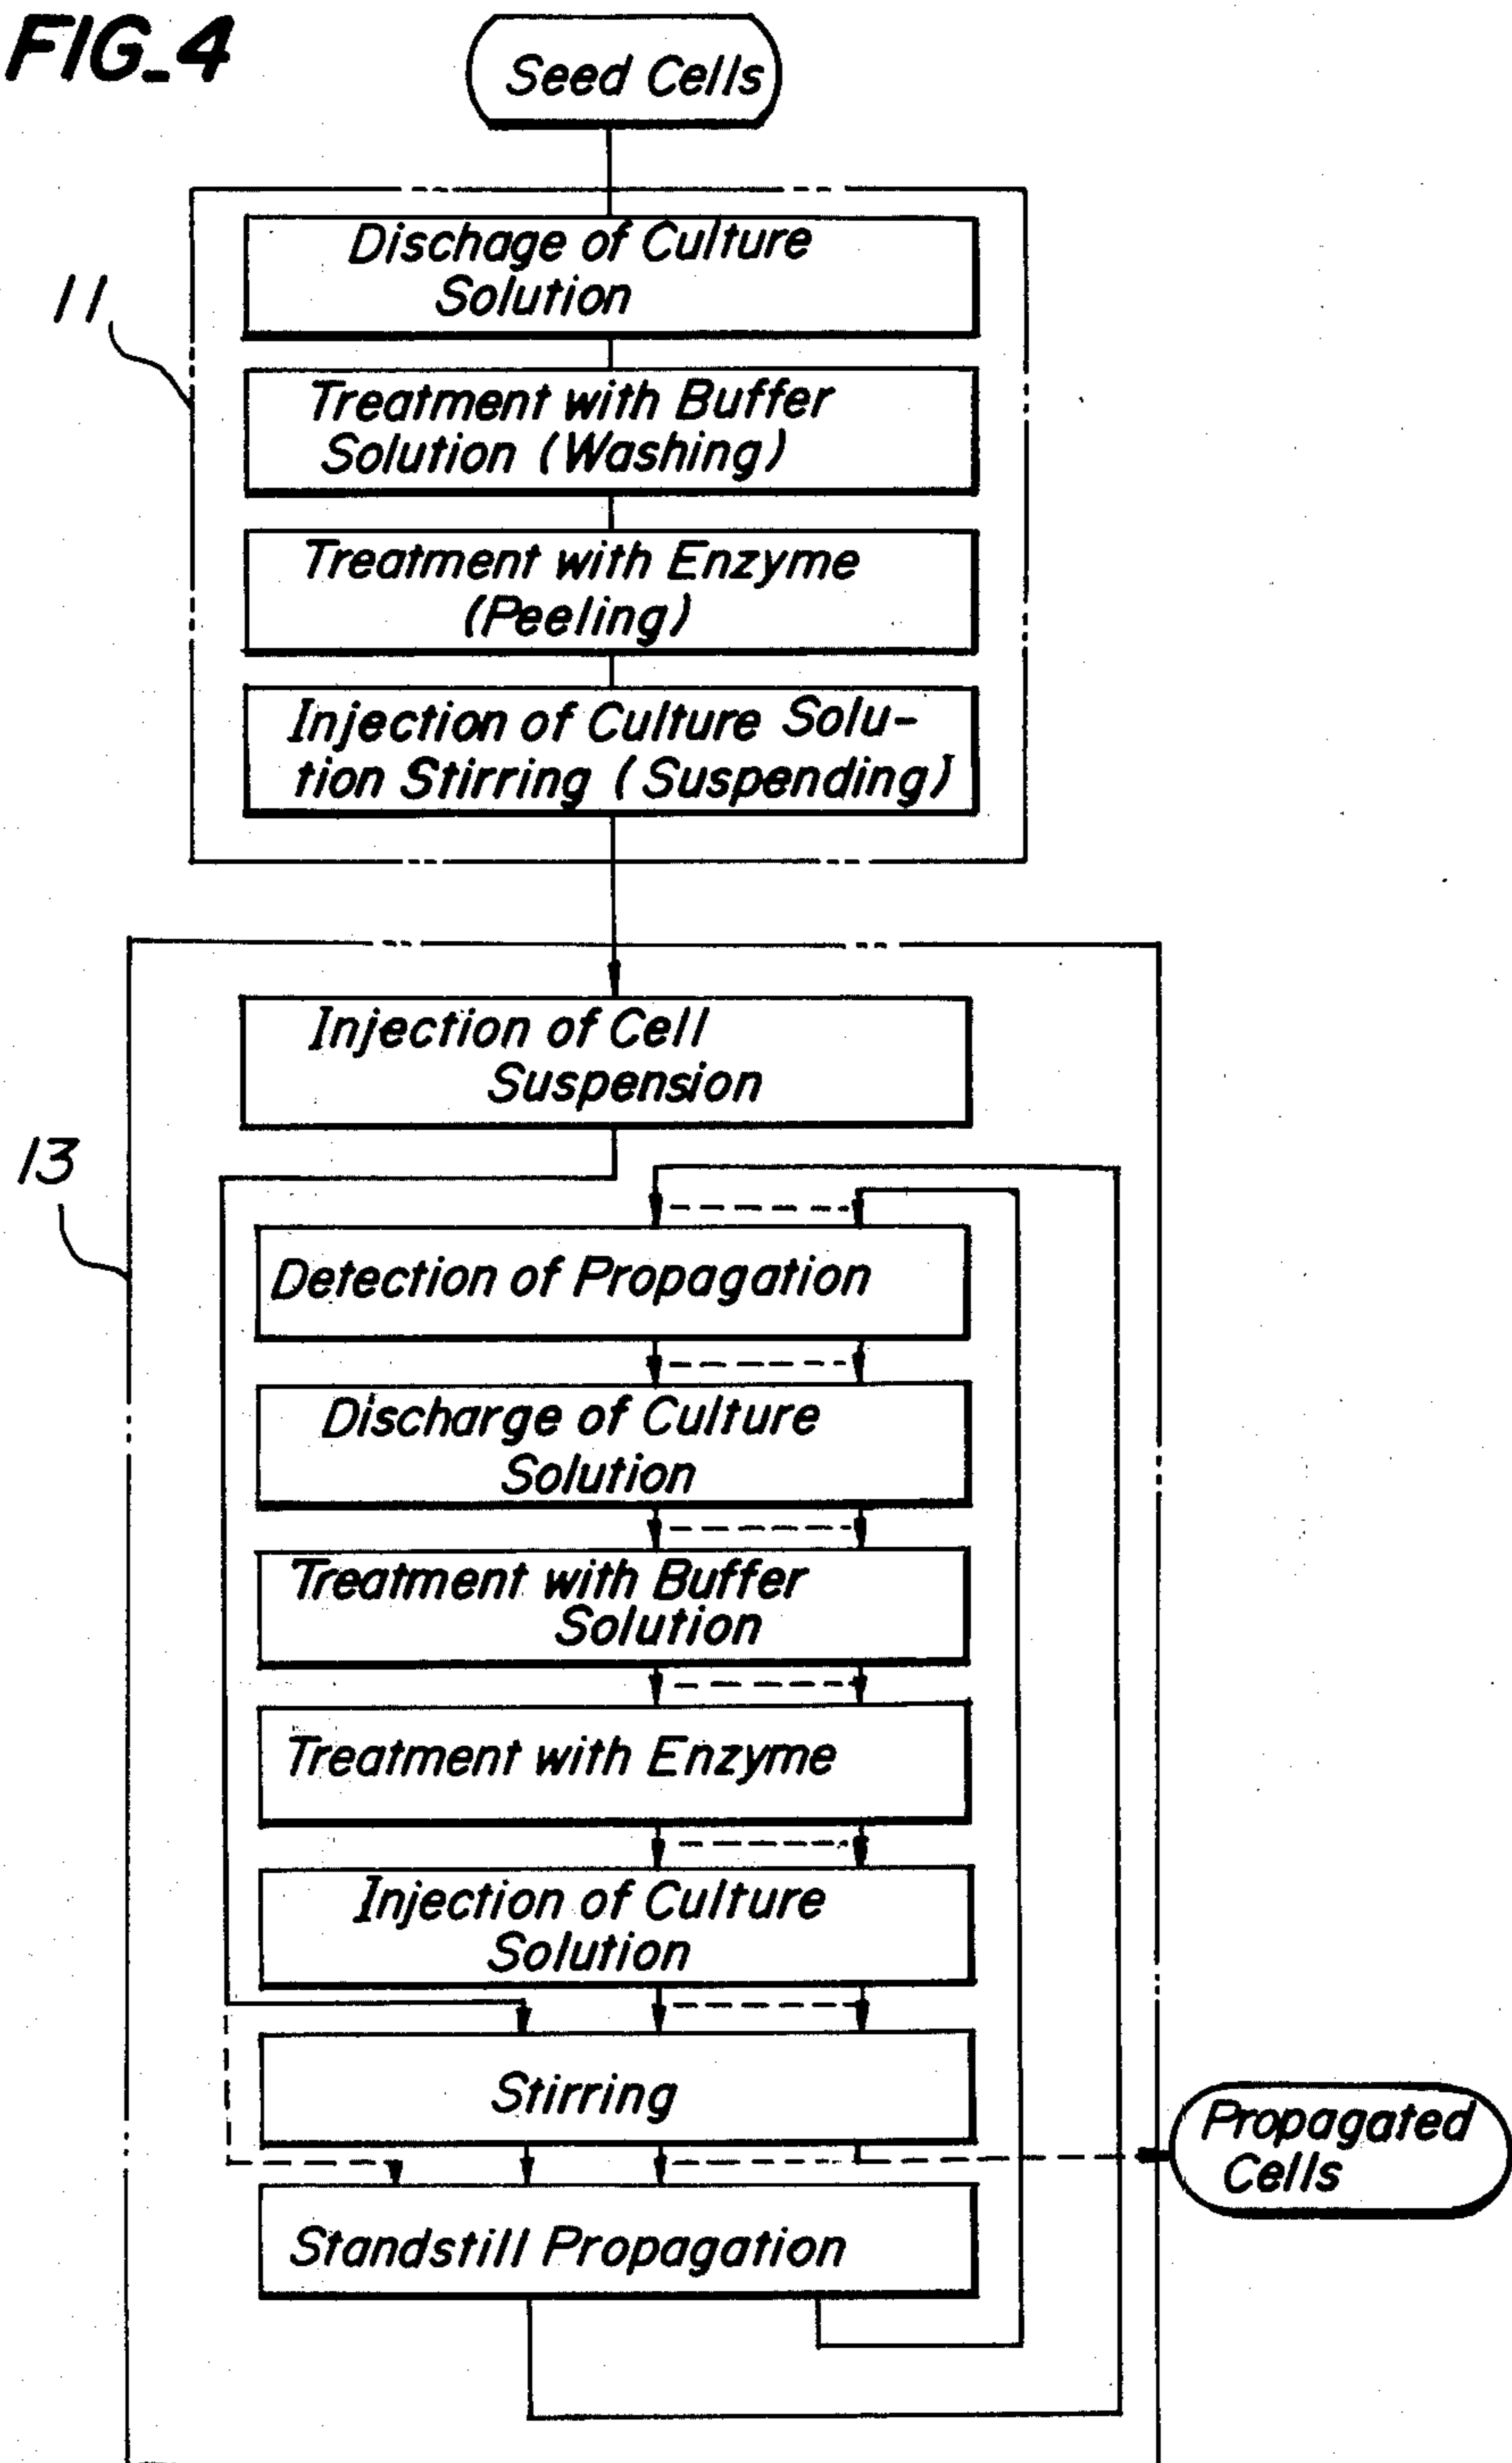 FIG_4
Seed Cells
11
Dischage of Culture
Solution
Treatment with Buffer
Solution (Washing)
Treatment with Enzyme
(Peeling)
Injection of Culture Solu-
tion Stirring (Suspending)
13
Injection of Cell
Suspension
Detection of Propagation
Discharge of Culture
Solution
Treatment with Buffer
Solution
Treatment with Enzyme
Injection of Culture
Solution
Stirring
Propagated
Cells
Standstill Propagation